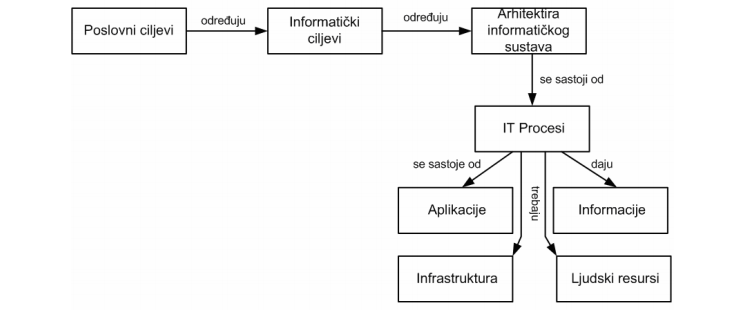 Poslovni ciljevi
određuju
Informatički
ciljevi
određuju
Arhitektira
informatičkog
sustava
se sastoji od
IT Procesi
se sastoje od
trebaju
daju
Aplikacije
Informacije
Infrastruktura
Ljudski resursi